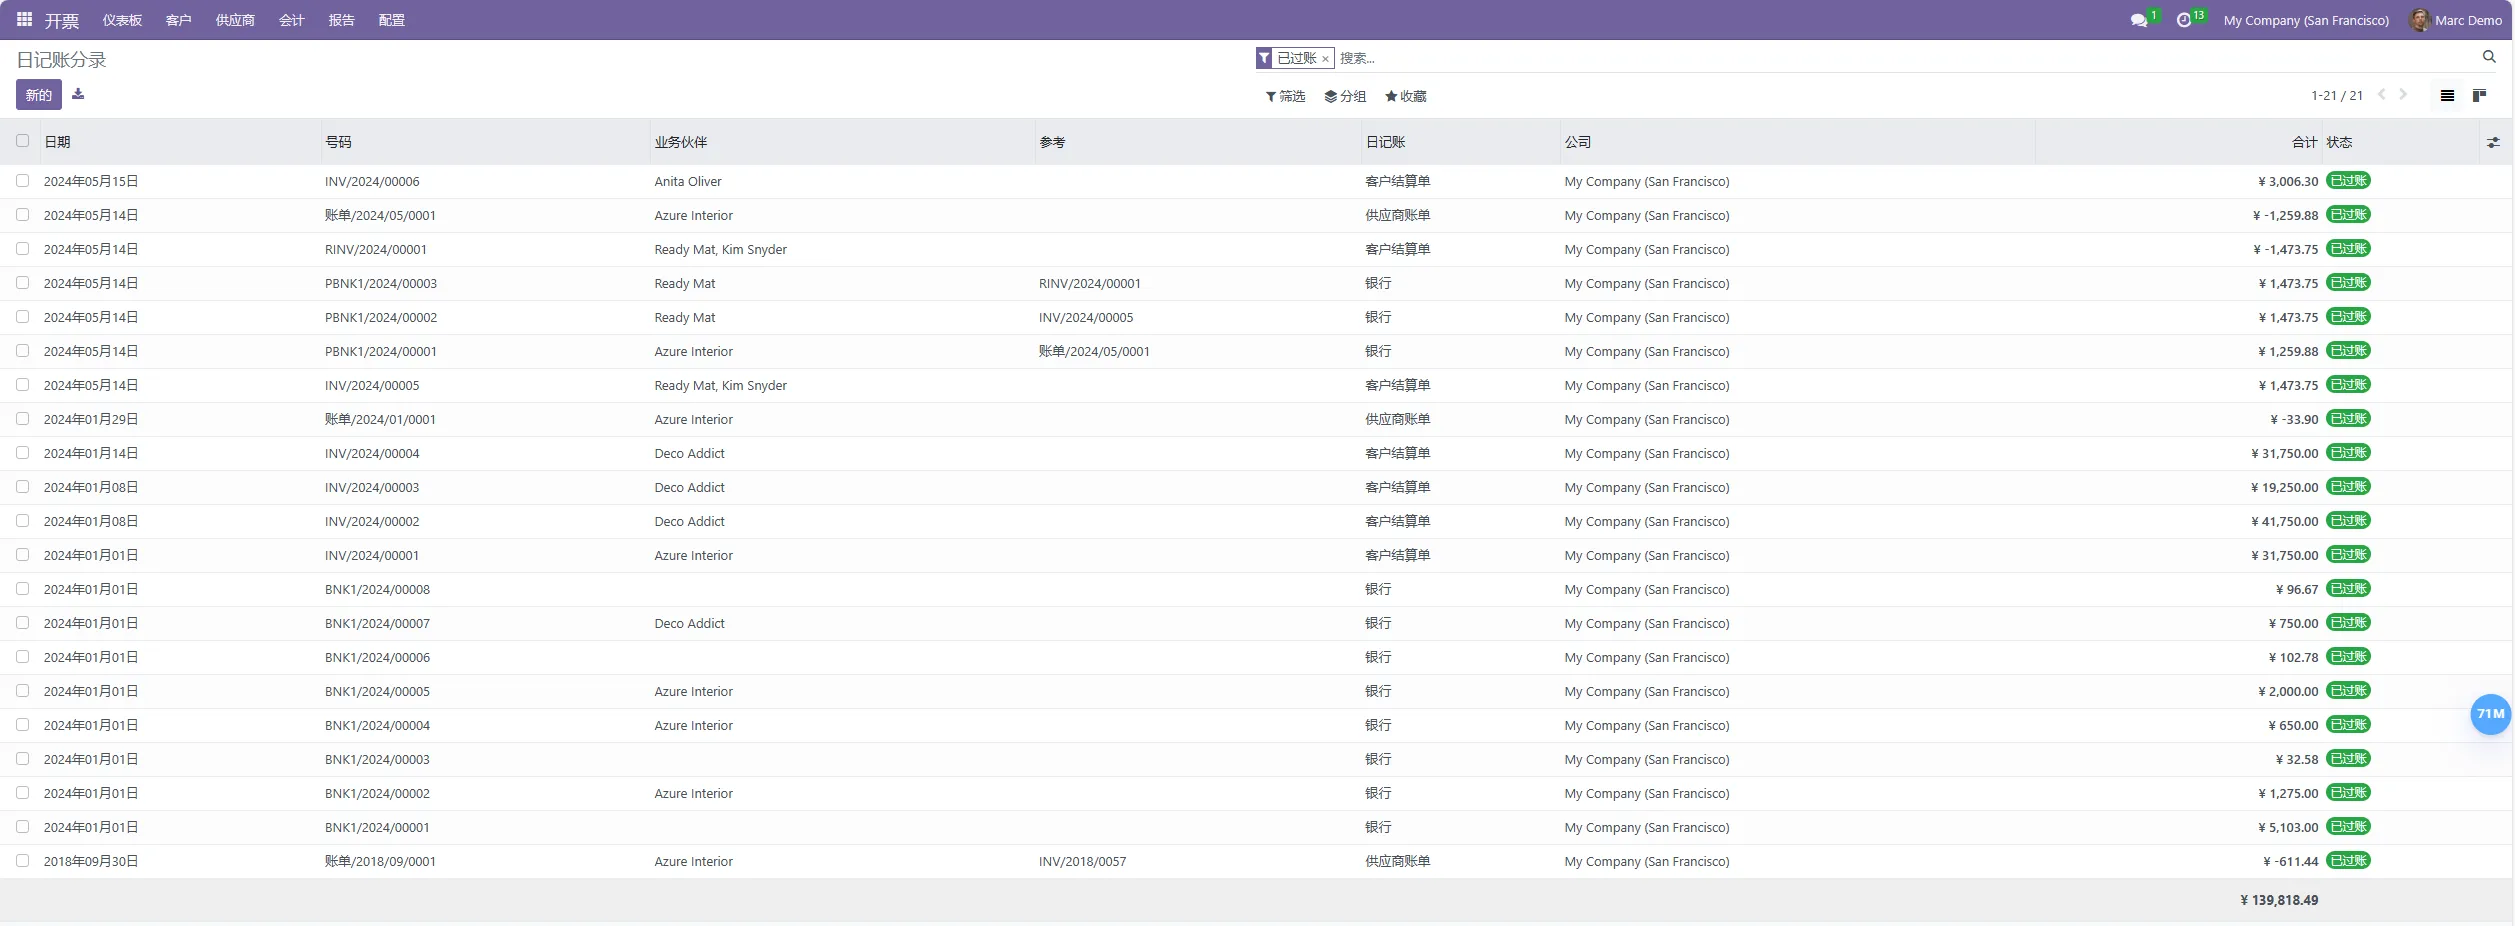 开票 仪表板 客户 供应商 会计 报告 配置 1 13 My Company (San Francisco) Marc Demo
日记账分录 已过账 × 搜索...
新的 筛选 分组 收藏 1-21 / 21
日期 号码 业务伙伴 参考 日记账 公司 合计 状态
2024年05月15日 INV/2024/00006 Anita Oliver 客户结算单 My Company (San Francisco) ¥ 3,006.30 已过账
2024年05月14日 账单/2024/05/0001 Azure Interior 供应商账单 My Company (San Francisco) ¥ -1,259.88 已过账
2024年05月14日 RINV/2024/00001 Ready Mat, Kim Snyder 客户结算单 My Company (San Francisco) ¥ -1,473.75 已过账
2024年05月14日 PBNK1/2024/00003 Ready Mat RINV/2024/00001 银行 My Company (San Francisco) ¥ 1,473.75 已过账
2024年05月14日 PBNK1/2024/00002 Ready Mat INV/2024/00005 银行 My Company (San Francisco) ¥ 1,473.75 已过账
2024年05月14日 PBNK1/2024/00001 Azure Interior 账单/2024/05/0001 银行 My Company (San Francisco) ¥ 1,259.88 已过账
2024年05月14日 INV/2024/00005 Ready Mat, Kim Snyder 客户结算单 My Company (San Francisco) ¥ 1,473.75 已过账
2024年01月29日 账单/2024/01/0001 Azure Interior 供应商账单 My Company (San Francisco) ¥ -33.90 已过账
2024年01月14日 INV/2024/00004 Deco Addict 客户结算单 My Company (San Francisco) ¥ 31,750.00 已过账
2024年01月08日 INV/2024/00003 Deco Addict 客户结算单 My Company (San Francisco) ¥ 19,250.00 已过账
2024年01月08日 INV/2024/00002 Deco Addict 客户结算单 My Company (San Francisco) ¥ 41,750.00 已过账
2024年01月01日 INV/2024/00001 Azure Interior 客户结算单 My Company (San Francisco) ¥ 31,750.00 已过账
2024年01月01日 BNK1/2024/00008 银行 My Company (San Francisco) ¥ 96.67 已过账
2024年01月01日 BNK1/2024/00007 Deco Addict 银行 My Company (San Francisco) ¥ 750.00 已过账
2024年01月01日 BNK1/2024/00006 银行 My Company (San Francisco) ¥ 102.78 已过账
2024年01月01日 BNK1/2024/00005 Azure Interior 银行 My Company (San Francisco) ¥ 2,000.00 已过账
2024年01月01日 BNK1/2024/00004 Azure Interior 银行 My Company (San Francisco) ¥ 650.00 已过账
71M
2024年01月01日 BNK1/2024/00003 银行 My Company (San Francisco) ¥ 32.58 已过账
2024年01月01日 BNK1/2024/00002 Azure Interior 银行 My Company (San Francisco) ¥ 1,275.00 已过账
2024年01月01日 BNK1/2024/00001 银行 My Company (San Francisco) ¥ 5,103.00 已过账
2018年09月30日 账单/2018/09/0001 Azure Interior INV/2018/0057 供应商账单 My Company (San Francisco) ¥ -611.44 已过账
¥ 139,818.49